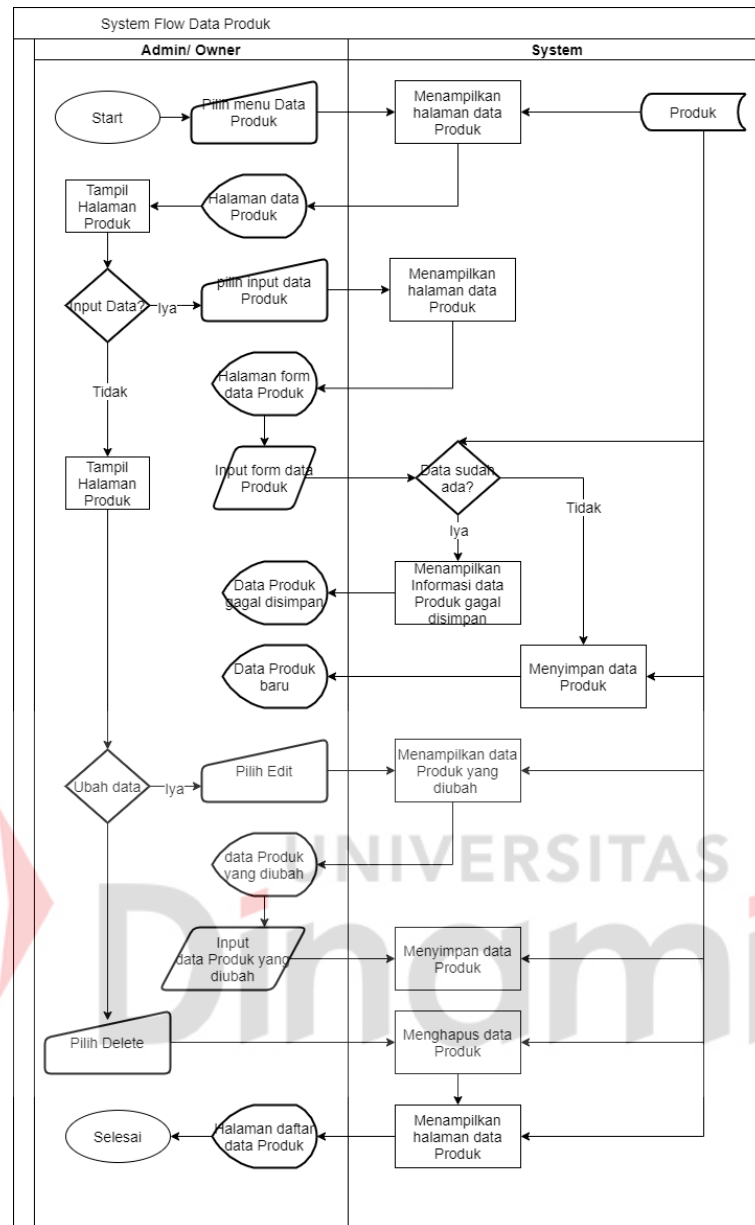 System Flow Data Produk
Admin/ Owner
System
Start
Pilih menu Data
Produk
Menampilkan
halaman data
Produk
Produk
Tampil
Halaman
Produk
Halaman data
Produk
Input Data?
Iya
pilih input data
Produk
Menampilkan
halaman data
Produk
Tidak
Halaman form
data Produk
Tampil
Halaman
Produk
Input form data
Produk
Data sudah
ada?
Tidak
Iya
Data Produk
gagal disimpan
Menampilkan
Informasi data
Produk gagal
disimpan
Data Produk
baru
Menyimpan data
Produk
Ubah data
Iya
Pilih Edit
Menampilkan data
Produk yang
diubah
data Produk
yang diubah
UNIVERSITAS
Dinami
Input
data Produk yang
diubah
Menyimpan data
Produk
Pilih Delete
Menghapus data
Produk
Selesai
Halaman daftar
data Produk
Menampilkan
halaman data
Produk